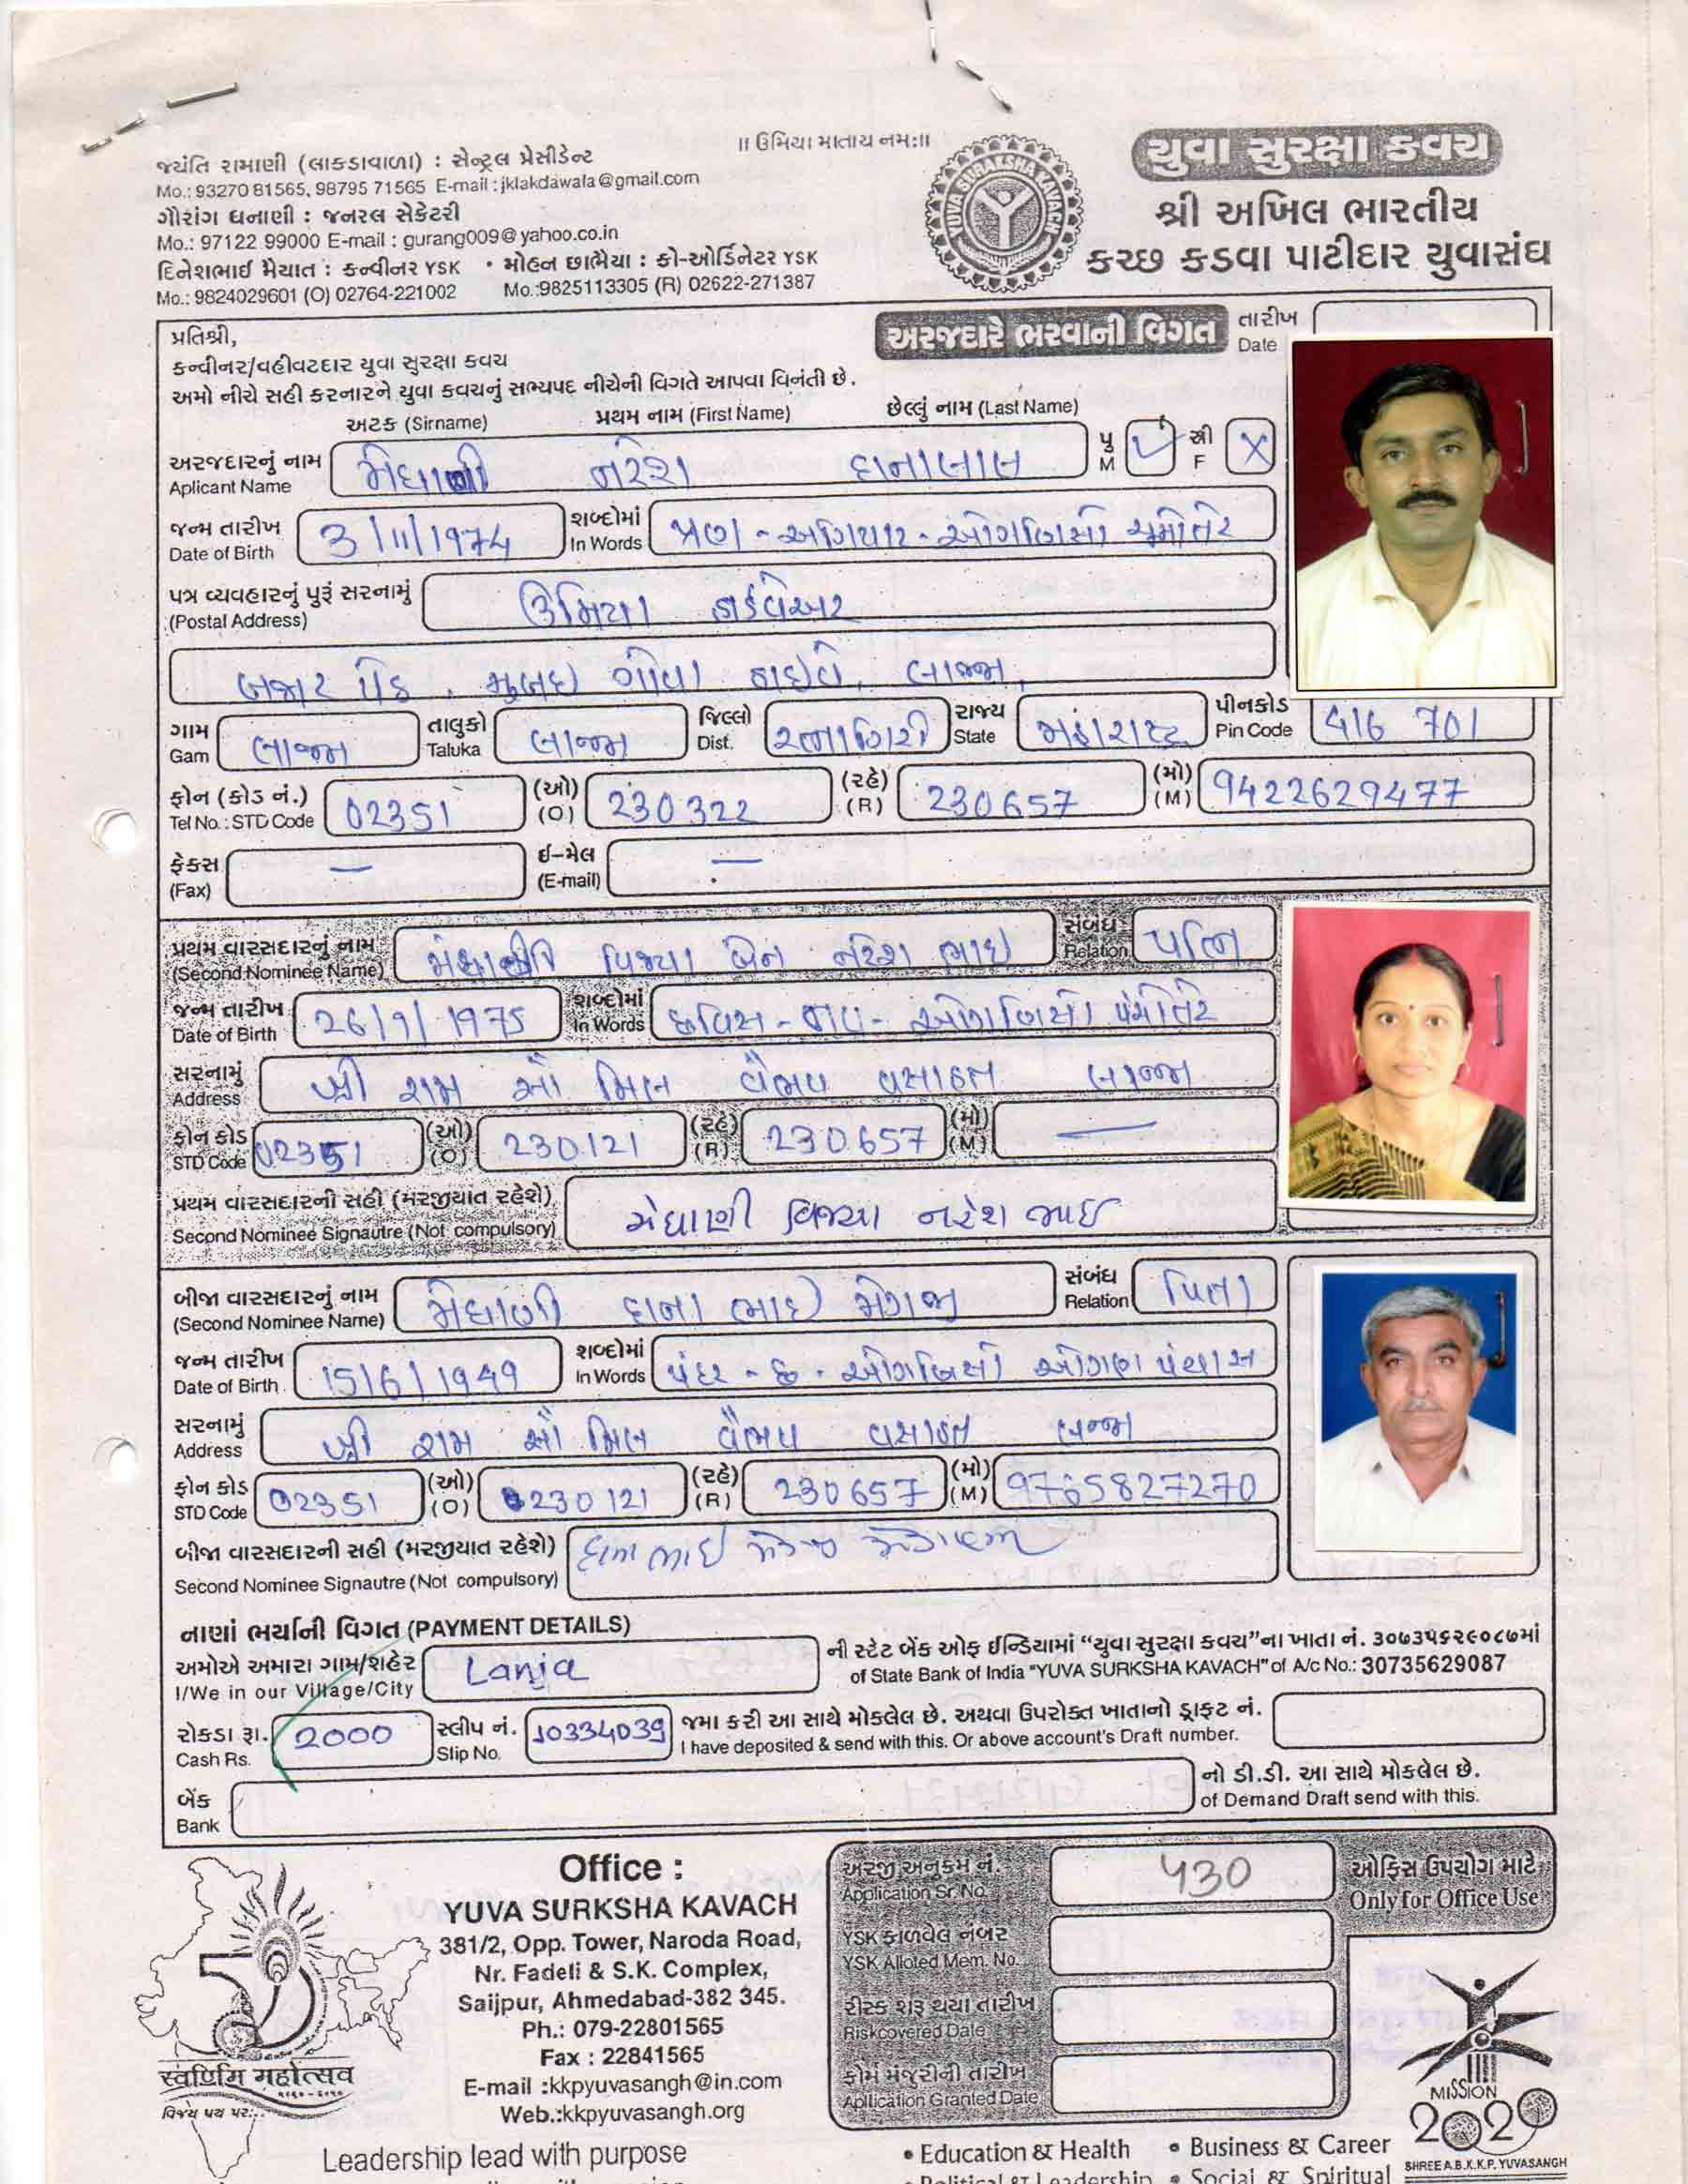 ॥ ઉમિયા માતાય નમઃ॥
જયંતિ રામાણી (લાકડાવાળા) : સેન્ટ્રલ પ્રેસીડેન્ટ
Mo.: 93270 81565, 98795 71565 E-mail : jklakdawala@gmail.com
ગૌરાંગ ધનાણી : જનરલ સેક્રેટરી
Mo.: 97122 99000 E-mail : gurang009@yahoo.co.in
દિનેશભાઈ મૈયાત : કન્વીનર YSK • મોહન છાભૈયા : કો-ઓર્ડિનેટર YSK
Mo.: 9824029601 (O) 02764-221002 Mo.:9825113305 (R) 02622-271387
YUVA SURAKSHA KAVACH
યુવા સુરક્ષા કવચ
શ્રી અખિલ ભારતીય
કચ્છ કડવા પાટીદાર યુવાસંઘ
પ્રતિશ્રી,
અરજદારે ભરવાની વિગત તારીખ Date
કન્વીનર/વહીવટદાર યુવા સુરક્ષા કવચ
અમો નીચે સહી કરનારને યુવા કવચનું સભ્યપદ નીચેની વિગતે આપવા વિનંતી છે.
અટક (Sirname) પ્રથમ નામ (First Name) છેલ્લું નામ (Last Name)
અરજદારનું નામ મેઘાણી નરેશ દાનાલાલ પુ M ✓ સ્ત્રી F X
Aplicant Name
જન્મ તારીખ 3/11/1974 શબ્દોમાં ત્રણ - અગિયાર - ઓગણિસો ચૂમોતેર
Date of Birth In Words
પત્ર વ્યવહારનું પુરૂં સરનામું ઉમિયા હાર્ડવેઅર
(Postal Address)
બજાર પેઠ, મુબઇ ગોવા હાઇવે, લાન્જા,
ગામ લાન્જા તાલુકો લાન્જા જિલ્લો રત્નાગિરી રાજ્ય મહારાષ્ટ્ર પીનકોડ 416 701
Gam Taluka Dist. State Pin Code
ફોન (કોડ નં.) 02351 (ઓ) 230322 (રહે) 230657 (મો) 9422629477
Tel No.: STD Code (O) (R) (M)
ફેકસ — ઈ-મેલ —
(Fax) (E-mail)
પ્રથમ વારસદારનું નામ મેઘાણી વિજયા બેન નરેશ ભાઇ સંબંધ પત્નિ
(Second Nominee Name) Relation
જન્મ તારીખ 26/9/1975 શબ્દોમાં છવિસ - નવ - ઓગણિસો પંચોતેર
Date of Birth In Words
સરનામું શ્રી રામ સૌ મિલ વૈભવ વસાહત લાન્જા
Address
ફોન કોડ 02351 (ઓ) 230121 (રહે) 230657 (મો) —
STD Code (O) (R) (M)
પ્રથમ વારસદારની સહી (મરજીયાત રહેશે) મેઘાણી વિજયા નરેશ ભાઈ
Second Nominee Signautre (Not compulsory)
બીજા વારસદારનું નામ મેઘાણી દાના ભાઇ મેગજી સંબંધ પિતા
(Second Nominee Name) Relation
જન્મ તારીખ 15/6/1949 શબ્દોમાં પંદર - છ - ઓગણિસો ઓગણ પંચાસ
Date of Birth In Words
સરનામું શ્રી રામ સૌ મિલ વૈભવ વસાહત લાન્જા
Address
ફોન કોડ 02351 (ઓ) 230121 (રહે) 230657 (મો) 9765827270
STD Code (O) (R) (M)
બીજા વારસદારની સહી (મરજીયાત રહેશે)
Second Nominee Signautre (Not compulsory)
નાણાં ભર્યાની વિગત (PAYMENT DETAILS)
અમોએ અમારા ગામ/શહેર Lanja ની સ્ટેટ બેંક ઓફ ઈન્ડિયામાં “યુવા સુરક્ષા કવચ”ના ખાતા નં. ૩૦૭૩૫૬૨૯૦૮૭માં
I/We in our Village/City of State Bank of India "YUVA SURKSHA KAVACH" of A/c No.: 30735629087
રોકડા રૂા. 2000 સ્લીપ નં. 10334039 જમા કરી આ સાથે મોકલેલ છે. અથવા ઉપરોક્ત ખાતાનો ડ્રાફટ નં.
Cash Rs. Slip No. I have deposited & send with this. Or above account's Draft number.
બેંક નો ડી.ડી. આ સાથે મોકલેલ છે.
Bank of Demand Draft send with this.
Office :
YUVA SURKSHA KAVACH
381/2, Opp. Tower, Naroda Road,
Nr. Fadeli & S.K. Complex,
Saijpur, Ahmedabad-382 345.
Ph.: 079-22801565
Fax : 22841565
E-mail :kkpyuvasangh@in.com
Web.:kkpyuvasangh.org
અરજી અનુક્રમ નં. 430 ઓફિસ ઉપયોગ માટે
Application Sr. No. Only for Office Use
YSK ફાળવેલ નંબર
YSK Alloted Mem. No.
રીસ્ક શરૂ થયા તારીખ
Riskcovered Date
ફોર્મ મંજુરીની તારીખ
Apllication Granted Date
સ્વર્ણિમ મહોત્સવ
૧૯૬૦-૨૦૧૦
વિજય પથ પર...
MISSION
2020
SHREE A.B.K.K.P. YUVASANGH
Leadership lead with purpose
• Education & Health • Business & Career
• Political & Leadership • Social & Spiritual